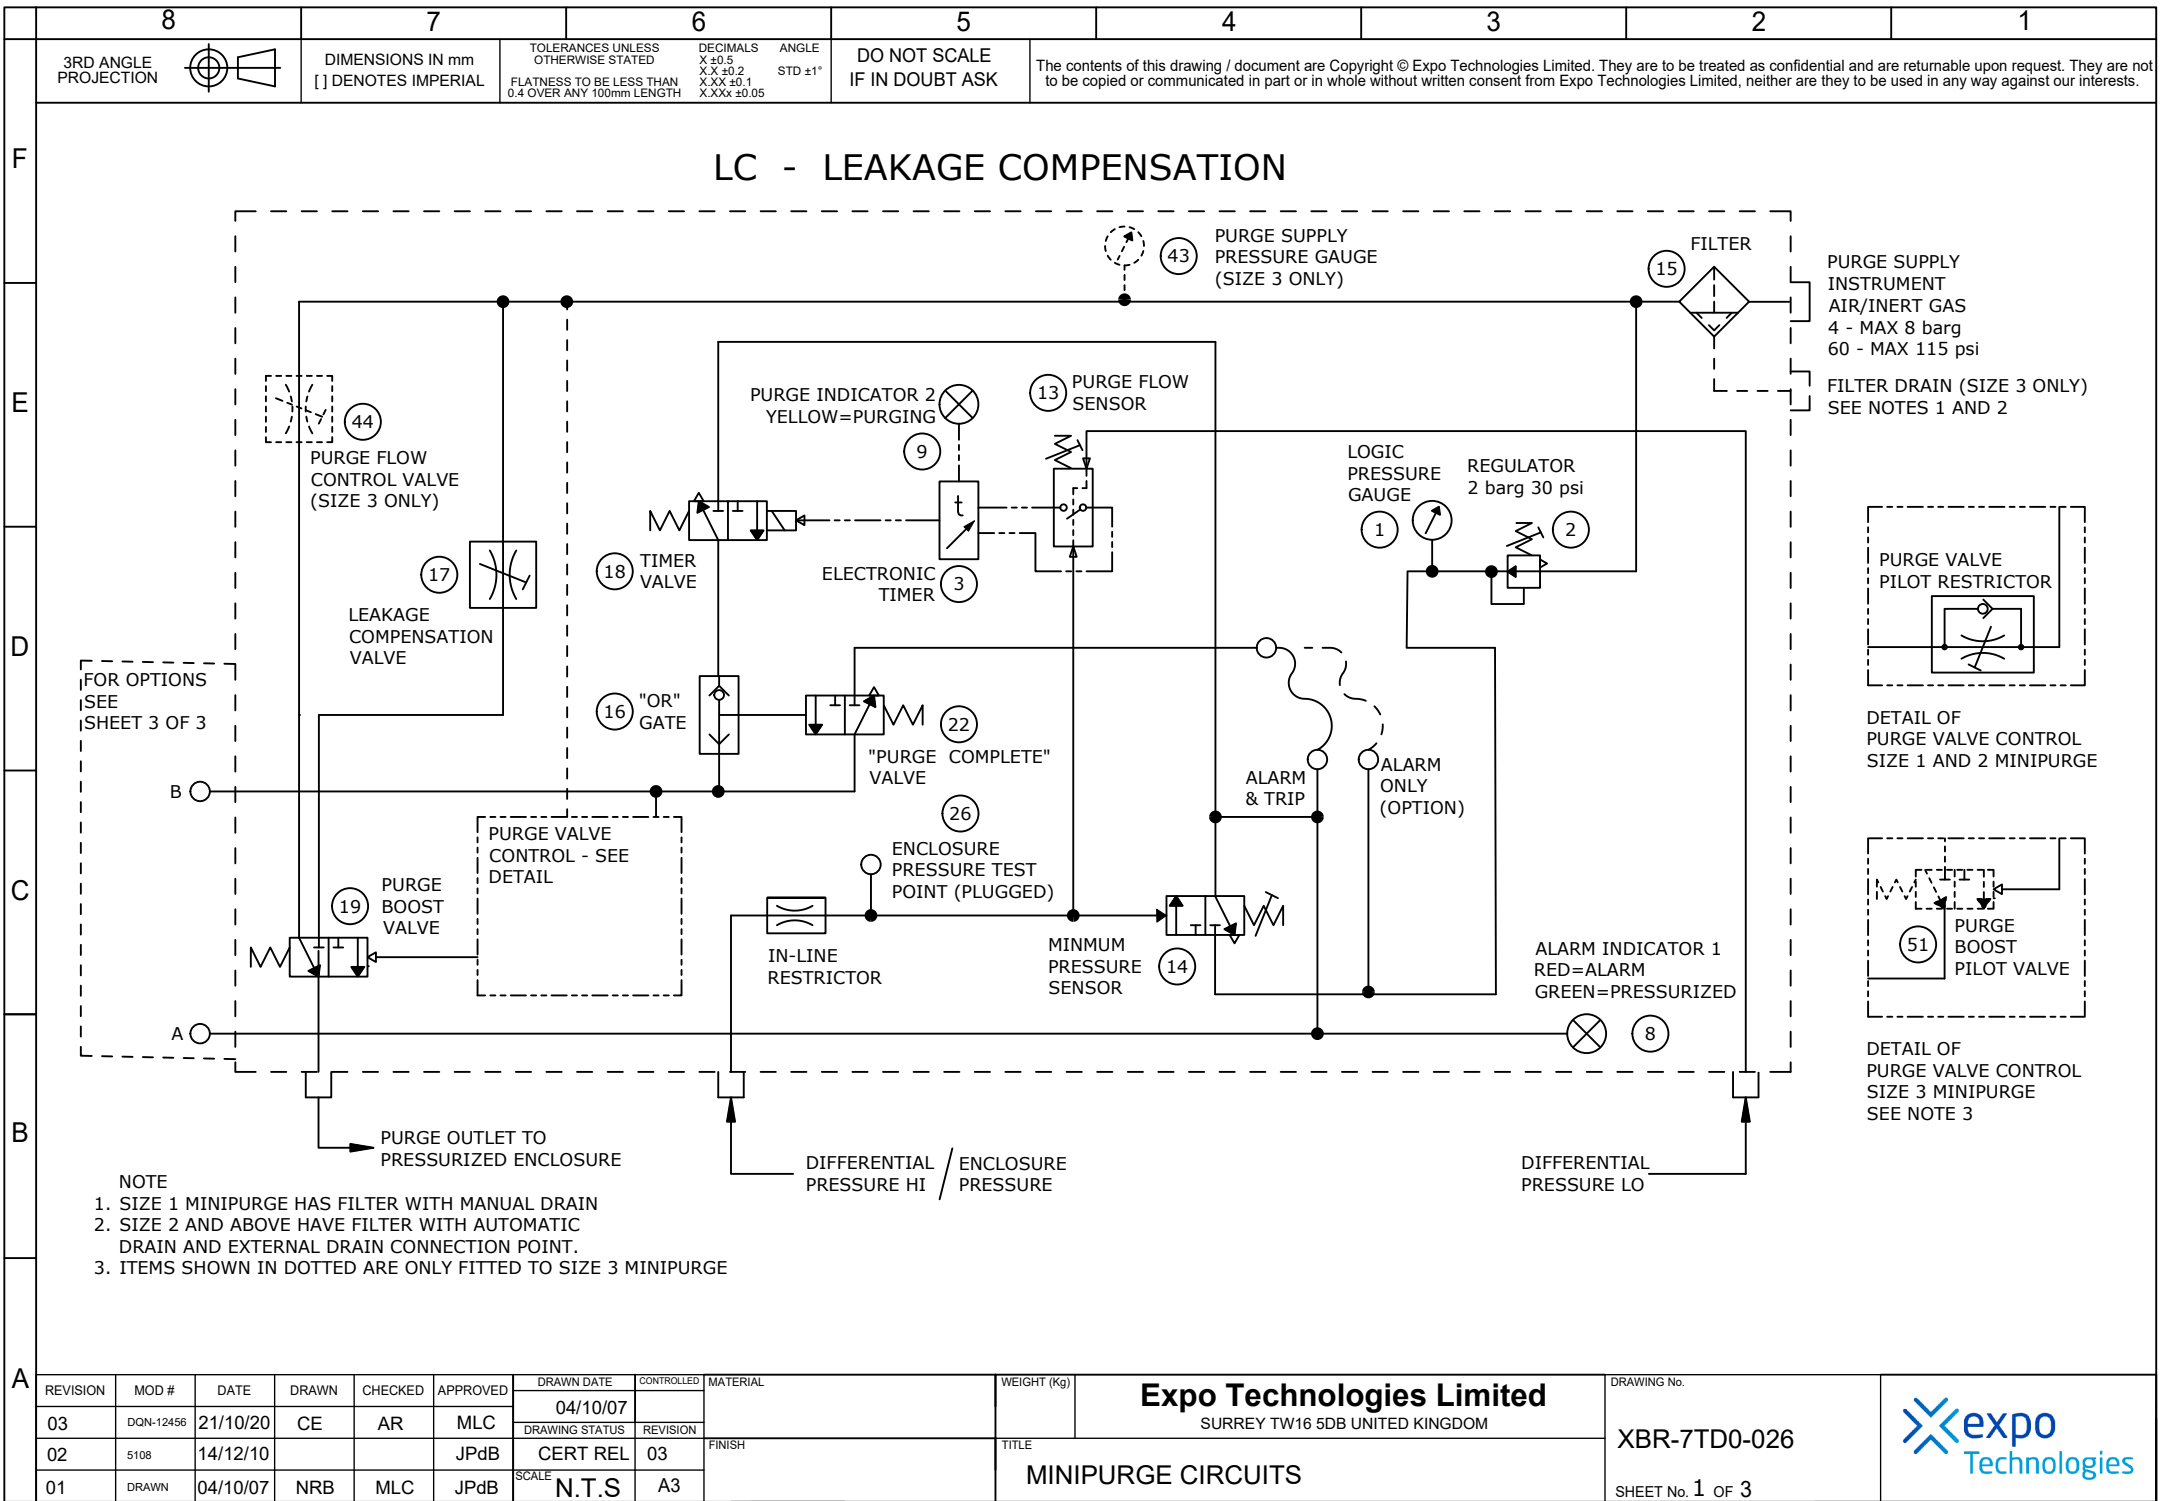 8 7 6 5 4 3 2 1
3RD ANGLE
PROJECTION
DIMENSIONS IN mm
[ ] DENOTES IMPERIAL
TOLERANCES UNLESS
OTHERWISE STATED
FLATNESS TO BE LESS THAN
0.4 OVER ANY 100mm LENGTH
DECIMALS
X ±0.5
X.X ±0.2
X.XX ±0.1
X.XXx ±0.05
ANGLE
STD ±1°
DO NOT SCALE
IF IN DOUBT ASK
The contents of this drawing / document are Copyright © Expo Technologies Limited. They are to be treated as confidential and are returnable upon request. They are not
to be copied or communicated in part or in whole without written consent from Expo Technologies Limited, neither are they to be used in any way against our interests.
F
E
D
C
B
A
LC - LEAKAGE COMPENSATION
43
PURGE SUPPLY
PRESSURE GAUGE
(SIZE 3 ONLY)
FILTER
15
PURGE SUPPLY
INSTRUMENT
AIR/INERT GAS
4 - MAX 8 barg
60 - MAX 115 psi
FILTER DRAIN (SIZE 3 ONLY)
SEE NOTES 1 AND 2
44
PURGE FLOW
CONTROL VALVE
(SIZE 3 ONLY)
PURGE INDICATOR 2
YELLOW=PURGING
9
13
PURGE FLOW
SENSOR
LOGIC
PRESSURE
GAUGE
1
REGULATOR
2 barg 30 psi
2
17
LEAKAGE
COMPENSATION
VALVE
18
TIMER
VALVE
t
ELECTRONIC
TIMER
3
PURGE VALVE
PILOT RESTRICTOR
DETAIL OF
PURGE VALVE CONTROL
SIZE 1 AND 2 MINIPURGE
FOR OPTIONS
SEE
SHEET 3 OF 3
16
"OR"
GATE
22
"PURGE COMPLETE"
VALVE
ALARM
& TRIP
ALARM
ONLY
(OPTION)
B
26
ENCLOSURE
PRESSURE TEST
POINT (PLUGGED)
PURGE VALVE
CONTROL - SEE
DETAIL
19
PURGE
BOOST
VALVE
IN-LINE
RESTRICTOR
MINMUM
PRESSURE
SENSOR
14
ALARM INDICATOR 1
RED=ALARM
GREEN=PRESSURIZED
8
51
PURGE
BOOST
PILOT VALVE
DETAIL OF
PURGE VALVE CONTROL
SIZE 3 MINIPURGE
SEE NOTE 3
A
PURGE OUTLET TO
PRESSURIZED ENCLOSURE
DIFFERENTIAL
PRESSURE HI
/
ENCLOSURE
PRESSURE
DIFFERENTIAL
PRESSURE LO
NOTE
1. SIZE 1 MINIPURGE HAS FILTER WITH MANUAL DRAIN
2. SIZE 2 AND ABOVE HAVE FILTER WITH AUTOMATIC
DRAIN AND EXTERNAL DRAIN CONNECTION POINT.
3. ITEMS SHOWN IN DOTTED ARE ONLY FITTED TO SIZE 3 MINIPURGE
REVISION MOD # DATE DRAWN CHECKED APPROVED
03 DQN-12456 21/10/20 CE AR MLC
02 5108 14/12/10 JPdB
01 DRAWN 04/10/07 NRB MLC JPdB
DRAWN DATE
04/10/07
CONTROLLED
DRAWING STATUS
CERT REL
REVISION
03
SCALE
N.T.S
A3
MATERIAL
FINISH
WEIGHT (Kg)
Expo Technologies Limited
SURREY TW16 5DB UNITED KINGDOM
TITLE
MINIPURGE CIRCUITS
DRAWING No.
XBR-7TD0-026
SHEET No. 1 OF 3
expo
Technologies